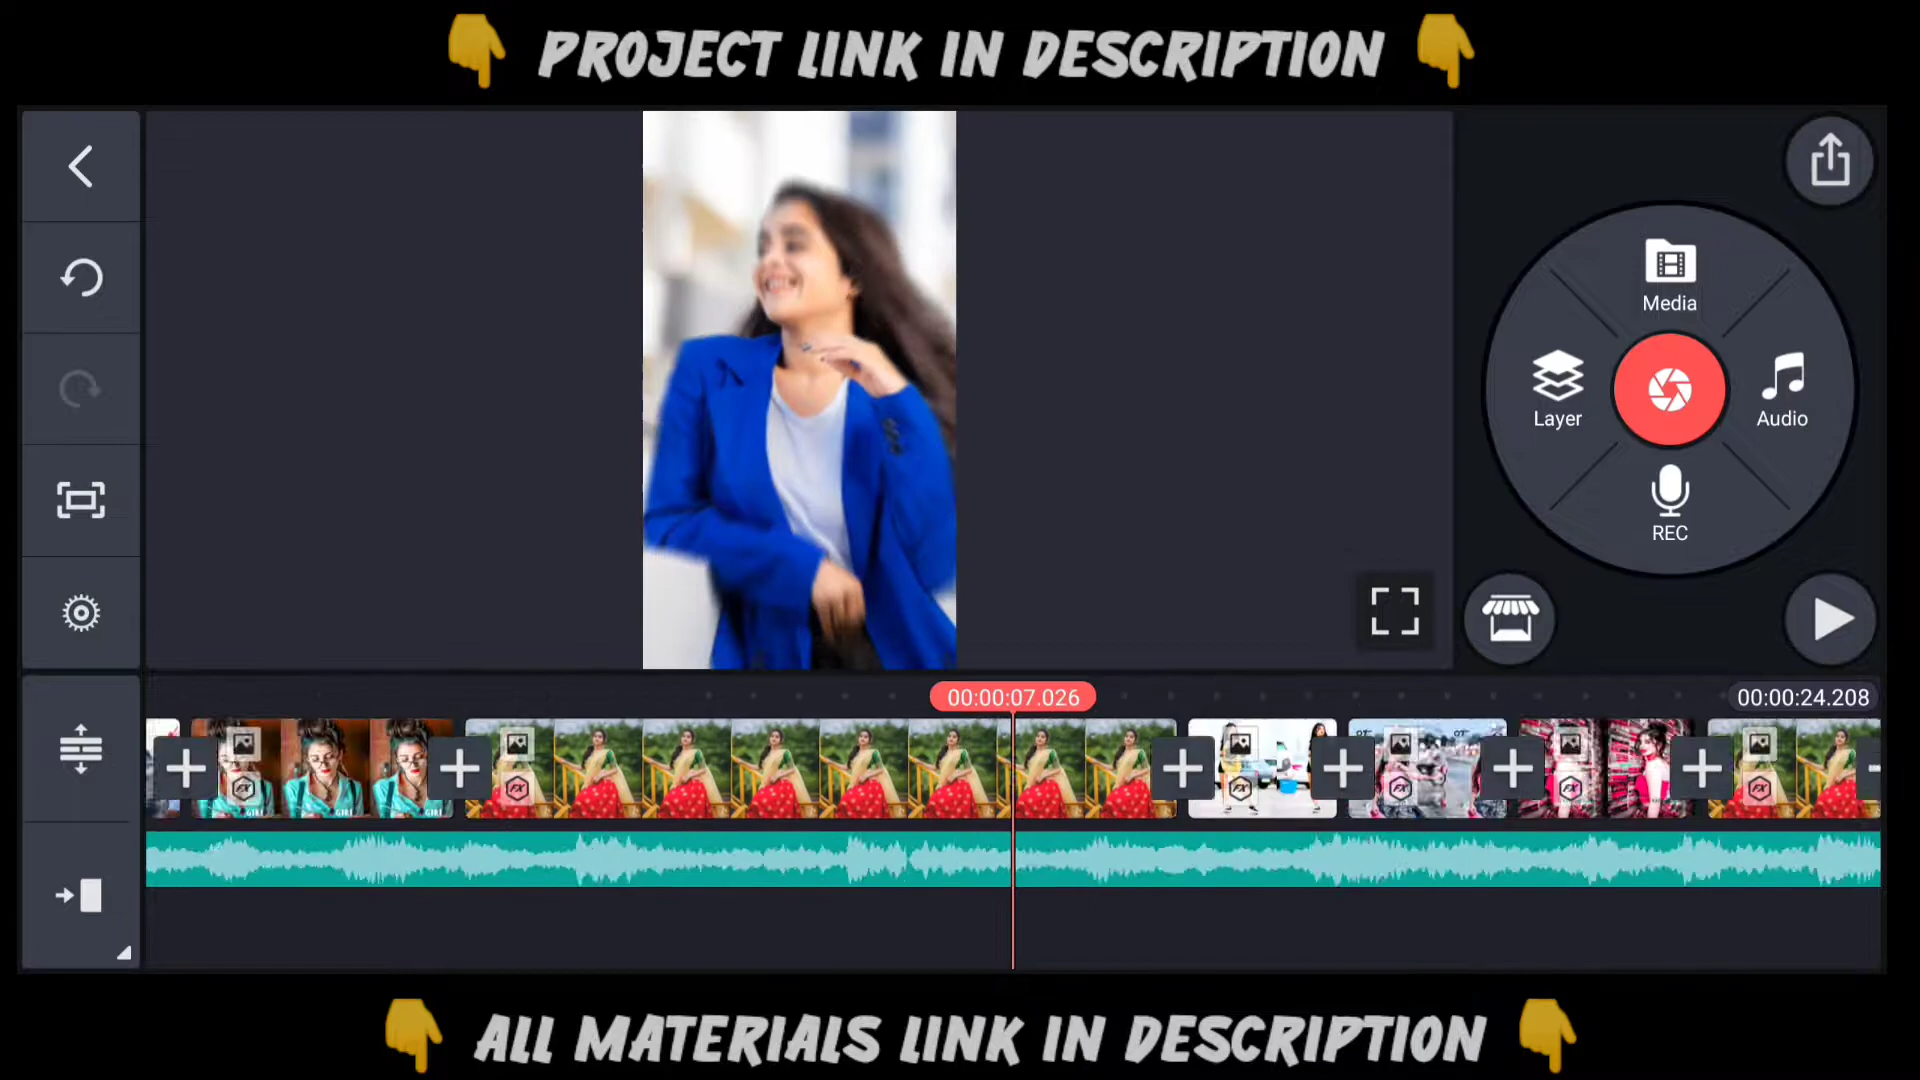 PROJECT LINK IN DESCRIPTION
Media
Layer
Audio
REC
00:00:07.026
00:00:24.208
ALL MATERIALS LINK IN DESCRIPTION